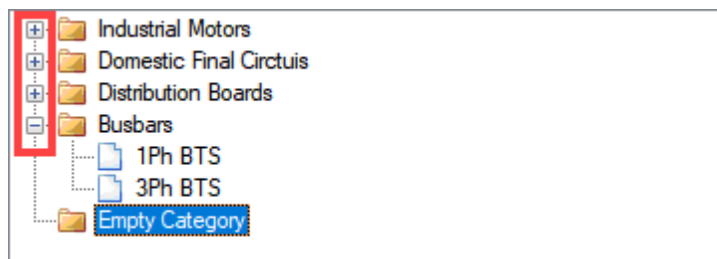 Industrial Motors
Domestic Final Circtuis
Distribution Boards
Busbars
1Ph BTS
3Ph BTS
Empty Category